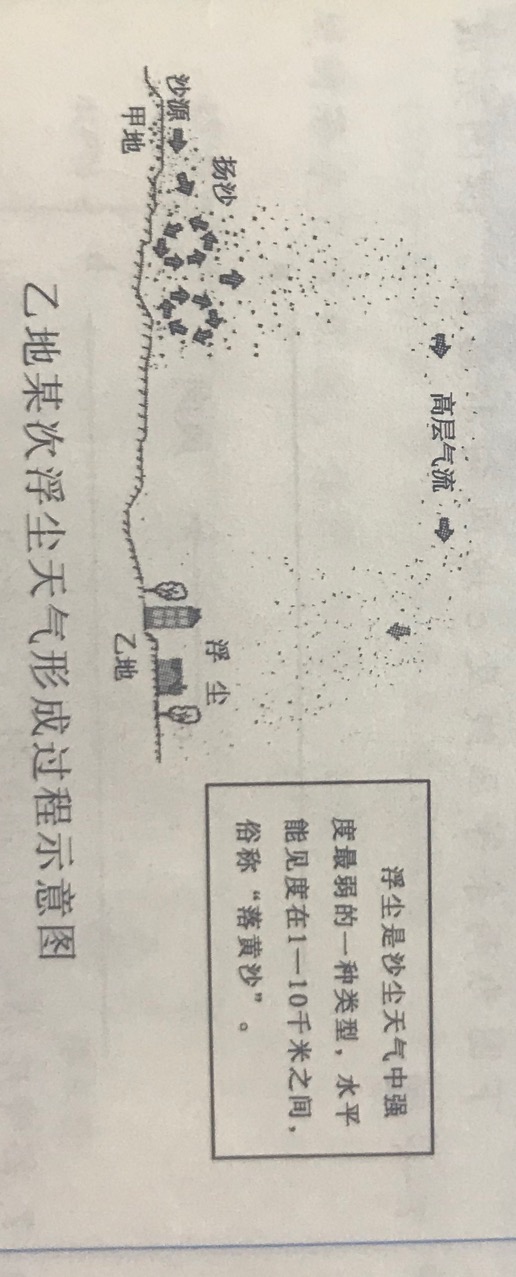 高层气流
扬沙
浮尘
沙源
甲地
乙地
浮尘是沙尘天气中强
度最弱的一种类型，水平
能见度在1—10千米之间，
俗称“落黄沙”。
乙地某次浮尘天气形成过程示意图